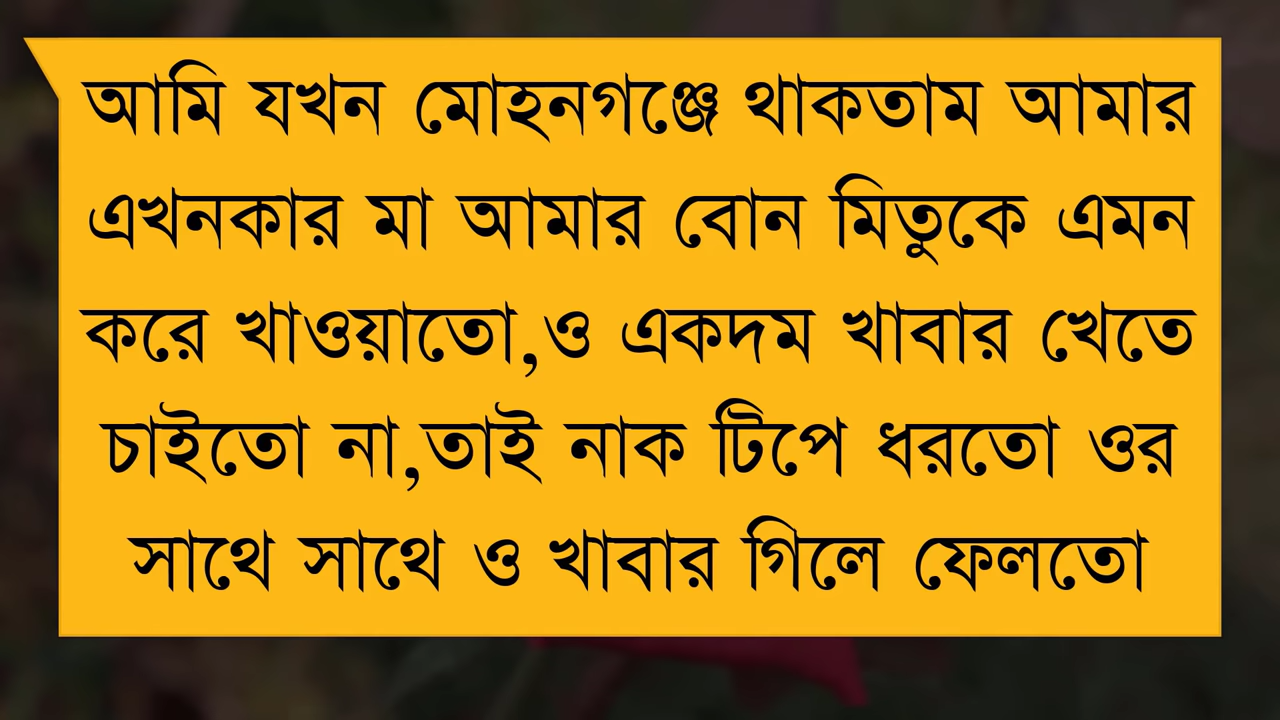 আমি যখন মোহনগঞ্জে থাকতাম আমার
এখনকার মা আমার বোন মিতুকে এমন
করে খাওয়াতো,ও একদম খাবার খেতে
চাইতো না,তাই নাক টিপে ধরতো ওর
সাথে সাথে ও খাবার গিলে ফেলতো